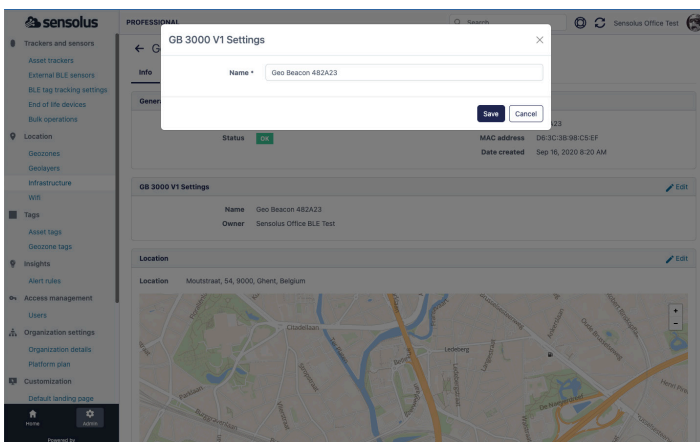 sensolus
PROFESSIONAL
Search
Sensolus Office Test
Trackers and sensors
Asset trackers
External BLE sensors
BLE tag tracking settings
End of life devices
Bulk operations
Location
Geozones
Geolayers
Infrastructure
Wifi
Tags
Asset tags
Geozone tags
Insights
Alert rules
Access management
Users
Organization settings
Organization details
Platform plan
Customization
Default landing page
Home
Admin
Powered by
GB 3000 V1 Settings
Name * Geo Beacon 482A23
Save Cancel
Info
Status OK
MAC address D6:3C:3B:98:C5:EF
Date created Sep 16, 2020 8:20 AM
GB 3000 V1 Settings Edit
Name Geo Beacon 482A23
Owner Sensolus Office BLE Test
Location Edit
Location Moutstraat, 54, 9000, Ghent, Belgium
Citadellaan
Ledeberg
+
-